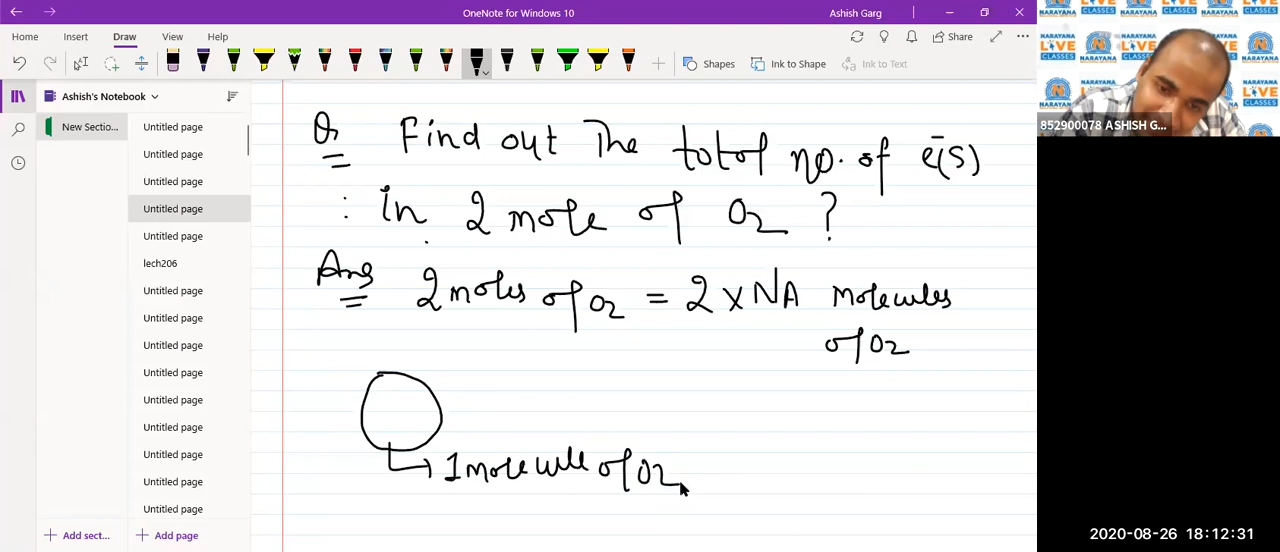 OneNote for Windows 10
Ashish Garg
Home Insert Draw View Help
Share
Shapes Ink to Shape Ink to Text
Ashish's Notebook
New Sectio...
Untitled page
Untitled page
Untitled page
Untitled page
Untitled page
lech206
Untitled page
Untitled page
Untitled page
Untitled page
Untitled page
Untitled page
Untitled page
Untitled page
Untitled page
Add sect...
Add page
Q Find out The total no. of ē(s)
: in 2 mole of O2 ?
Ans 2 moles of O2 = 2 x NA molecules
of O2
1 molecule of O2
NARAYANA LIVE CLASSES
852900078 ASHISH G...
2020-08-26 18:12:31